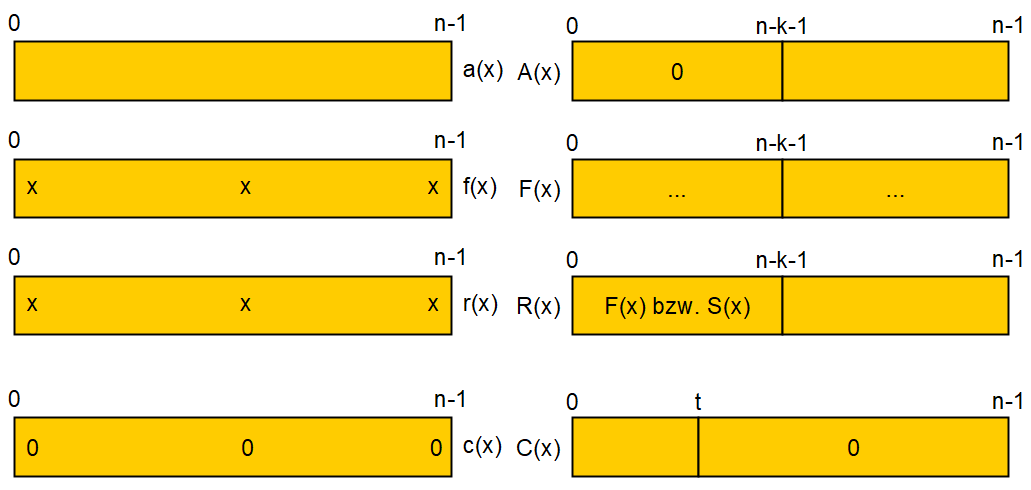 0 n-1 0 n-k-1 n-1
a(x) A(x) 0
0 n-1 0 n-k-1 n-1
x x x f(x) F(x) ... ...
0 n-1 0 n-k-1 n-1
x x x r(x) R(x) F(x) bzw. S(x)
0 n-1 0 t n-1
0 0 0 c(x) C(x) 0